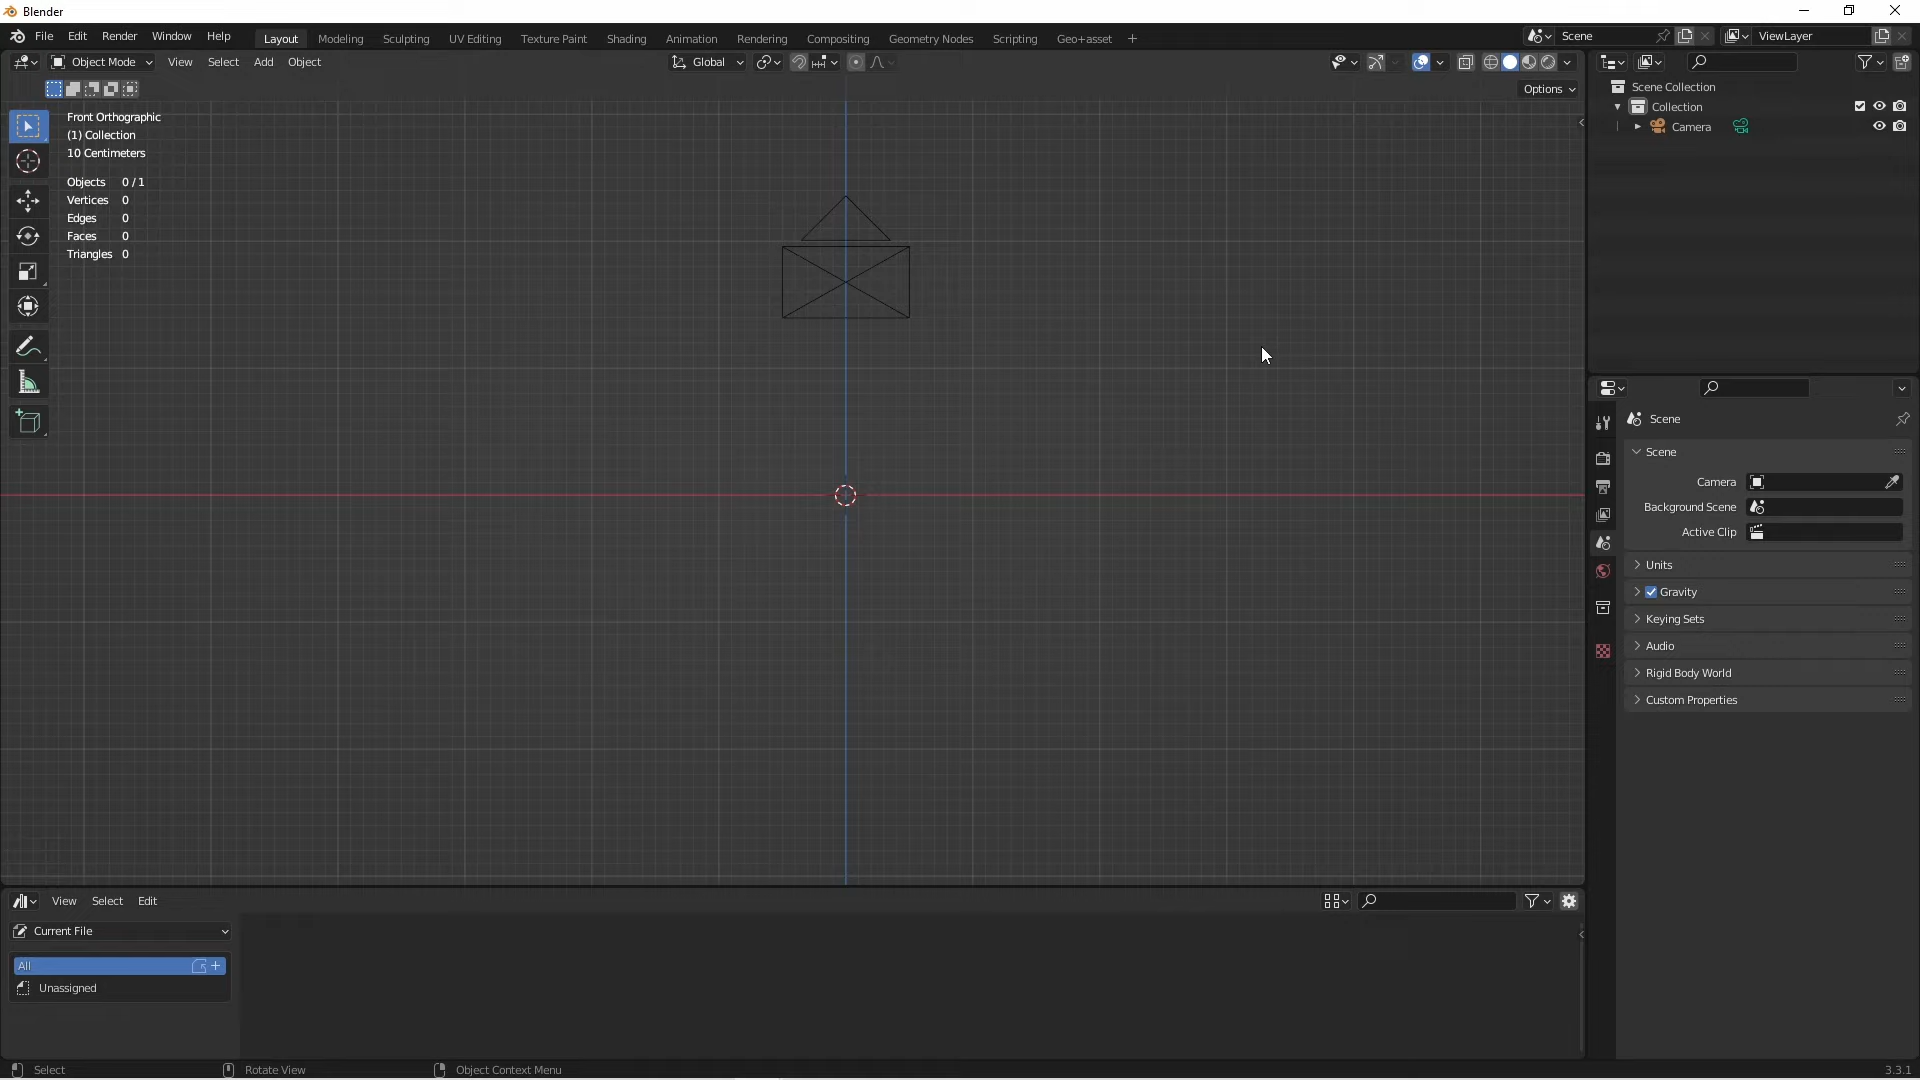 Blender
File Edit Render Window Help Layout Modeling Sculpting UV Editing Texture Paint Shading Animation Rendering Compositing Geometry Nodes Scripting Geo+asset + Scene ViewLayer
Object Mode View Select Add Object Global
Options
Front Orthographic
(1) Collection
10 Centimeters
Objects 0 / 1
Vertices 0
Edges 0
Faces 0
Triangles 0
Scene Collection
Collection
Camera
Scene
Scene
Camera
Background Scene
Active Clip
Units
Gravity
Keying Sets
Audio
Rigid Body World
Custom Properties
View Select Edit
Current File
All
Unassigned
Select Rotate View Object Context Menu 3.3.1